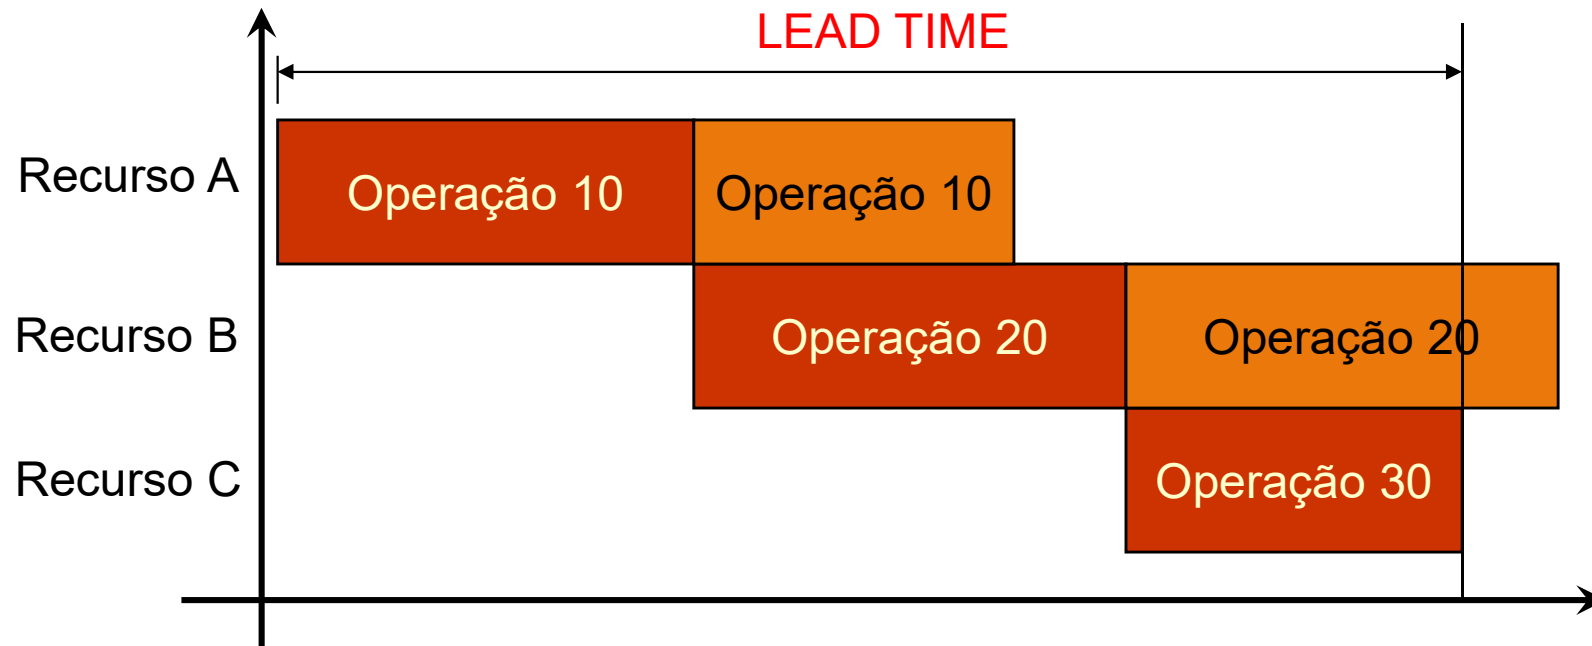 LEAD TIME
Recurso A
Operação 10
Operação 10
Recurso B
Operação 20
Operação 20
Recurso C
Operação 30